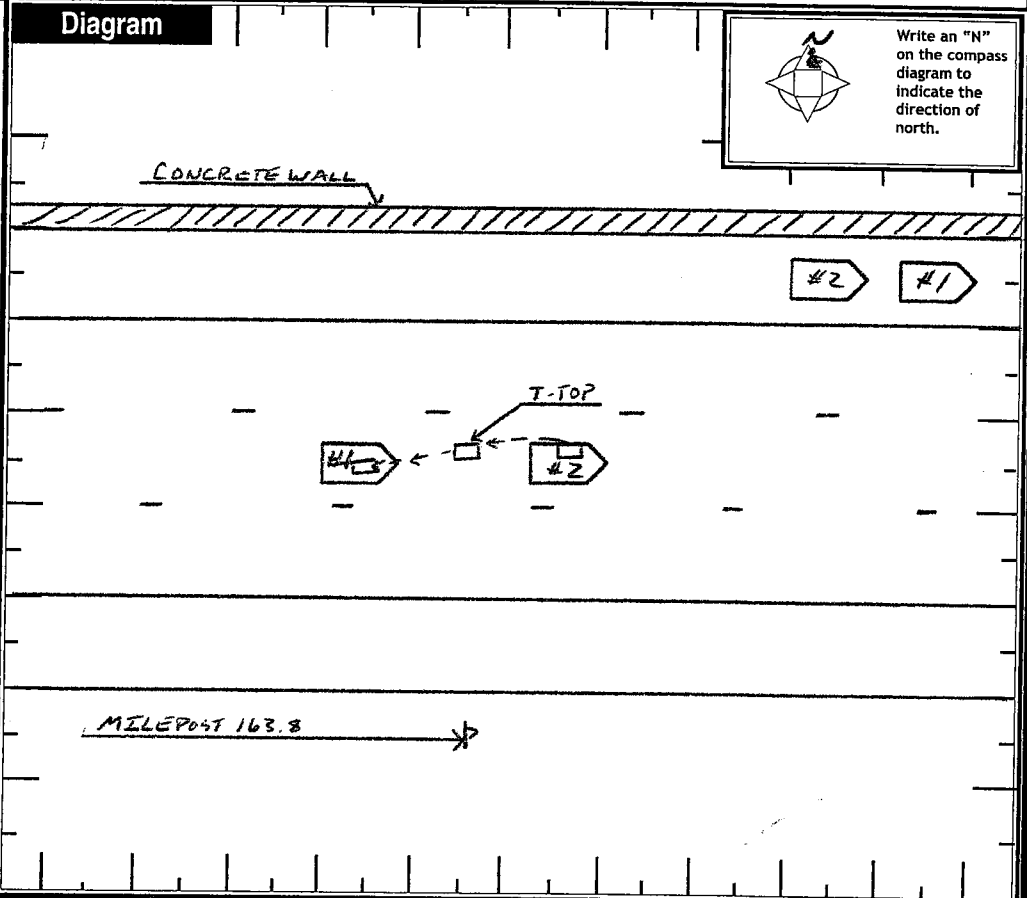 Diagram
N
Write an "N"
on the compass
diagram to
indicate the
direction of
north.
CONCRETE WALL
#2
#1
T-TOP
#1
#2
MILEPOST 163.8